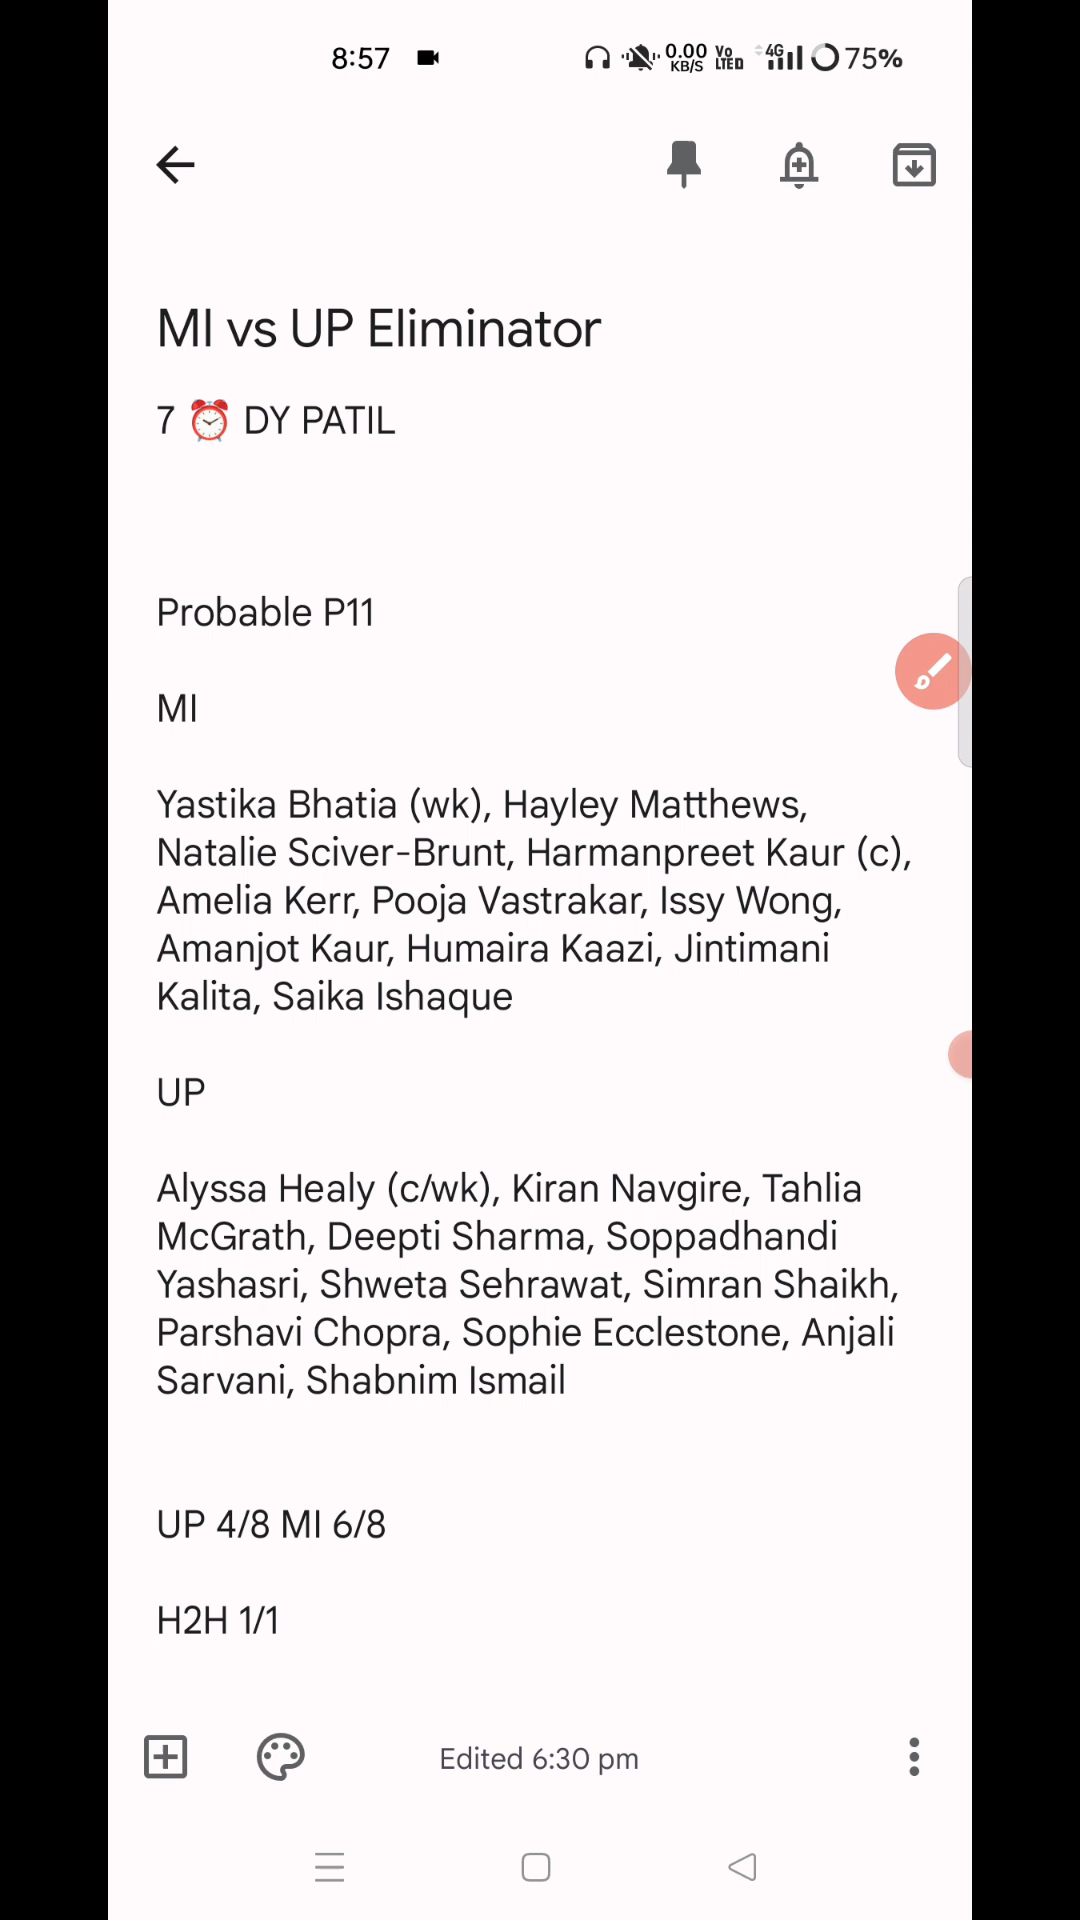 8:57 0.00 KB/S Vo LTED 4G 75%
MI vs UP Eliminator
7 ⏰ DY PATIL
Probable P11
MI
Yastika Bhatia (wk), Hayley Matthews,
Natalie Sciver-Brunt, Harmanpreet Kaur (c),
Amelia Kerr, Pooja Vastrakar, Issy Wong,
Amanjot Kaur, Humaira Kaazi, Jintimani
Kalita, Saika Ishaque
UP
Alyssa Healy (c/wk), Kiran Navgire, Tahlia
McGrath, Deepti Sharma, Soppadhandi
Yashasri, Shweta Sehrawat, Simran Shaikh,
Parshavi Chopra, Sophie Ecclestone, Anjali
Sarvani, Shabnim Ismail
UP 4/8 MI 6/8
H2H 1/1
Edited 6:30 pm